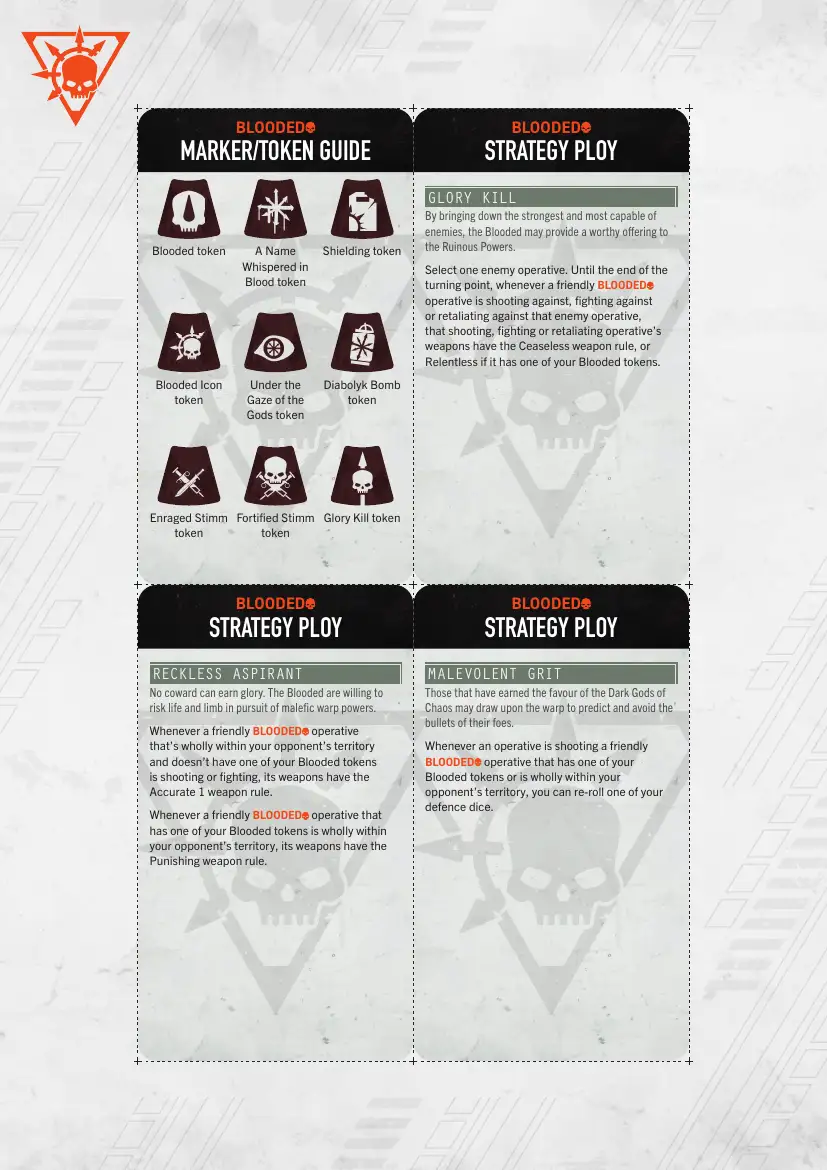 BLOODED
MARKER/TOKEN GUIDE
Blooded token
A Name
Whispered in
Blood token
Shielding token
Blooded Icon
token
Under the
Gaze of the
Gods token
Diabolyk Bomb
token
Enraged Stimm
token
Fortified Stimm
token
Glory Kill token
BLOODED
STRATEGY PLOY
GLORY KILL
By bringing down the strongest and most capable of
enemies, the Blooded may provide a worthy offering to
the Ruinous Powers.
Select one enemy operative. Until the end of the
turning point, whenever a friendly BLOODED
operative is shooting against, fighting against
or retaliating against that enemy operative,
that shooting, fighting or retaliating operative's
weapons have the Ceaseless weapon rule, or
Relentless if it has one of your Blooded tokens.
BLOODED
STRATEGY PLOY
RECKLESS ASPIRANT
No coward can earn glory. The Blooded are willing to
risk life and limb in pursuit of malefic warp powers.
Whenever a friendly BLOODED operative
that's wholly within your opponent's territory
and doesn't have one of your Blooded tokens
is shooting or fighting, its weapons have the
Accurate 1 weapon rule.
Whenever a friendly BLOODED operative that
has one of your Blooded tokens is wholly within
your opponent's territory, its weapons have the
Punishing weapon rule.
BLOODED
STRATEGY PLOY
MALEVOLENT GRIT
Those that have earned the favour of the Dark Gods of
Chaos may draw upon the warp to predict and avoid the
bullets of their foes.
Whenever an operative is shooting a friendly
BLOODED operative that has one of your
Blooded tokens or is wholly within your
opponent's territory, you can re-roll one of your
defence dice.